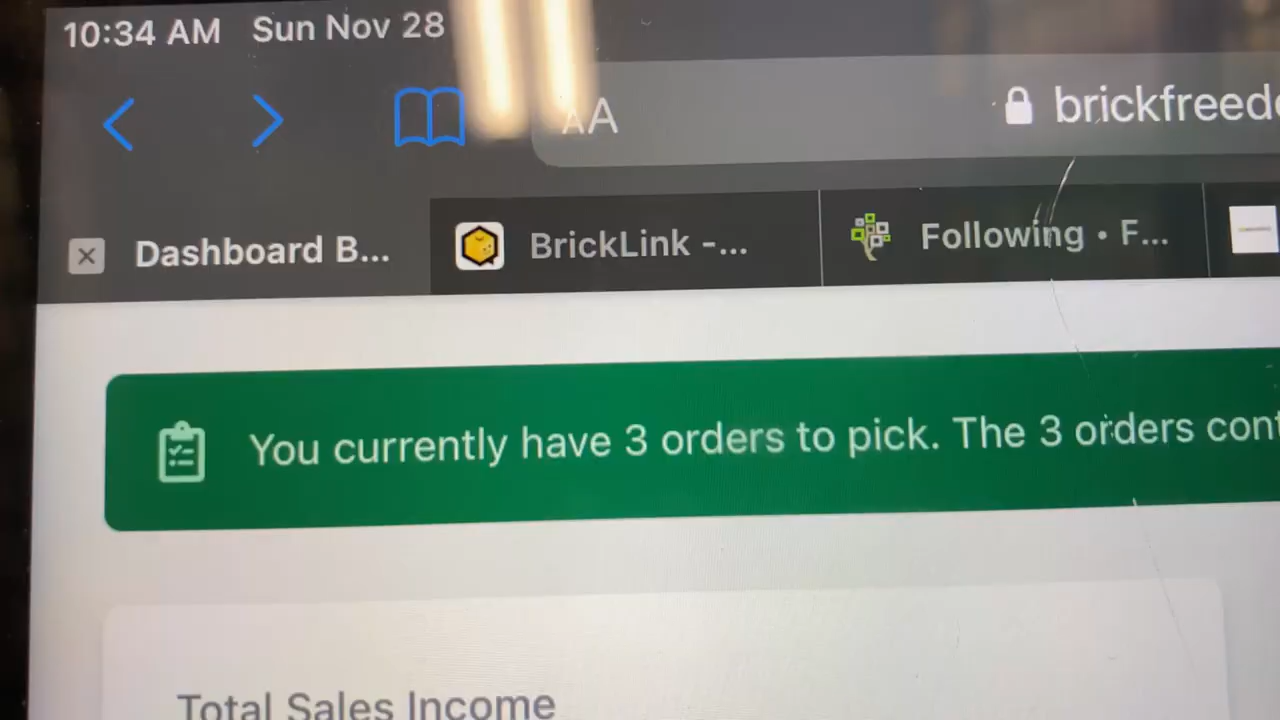 10:34 AM Sun Nov 28
AA
brickfreed
Dashboard B...
BrickLink -...
Following • F...
You currently have 3 orders to pick. The 3 orders con
Total Sales Income